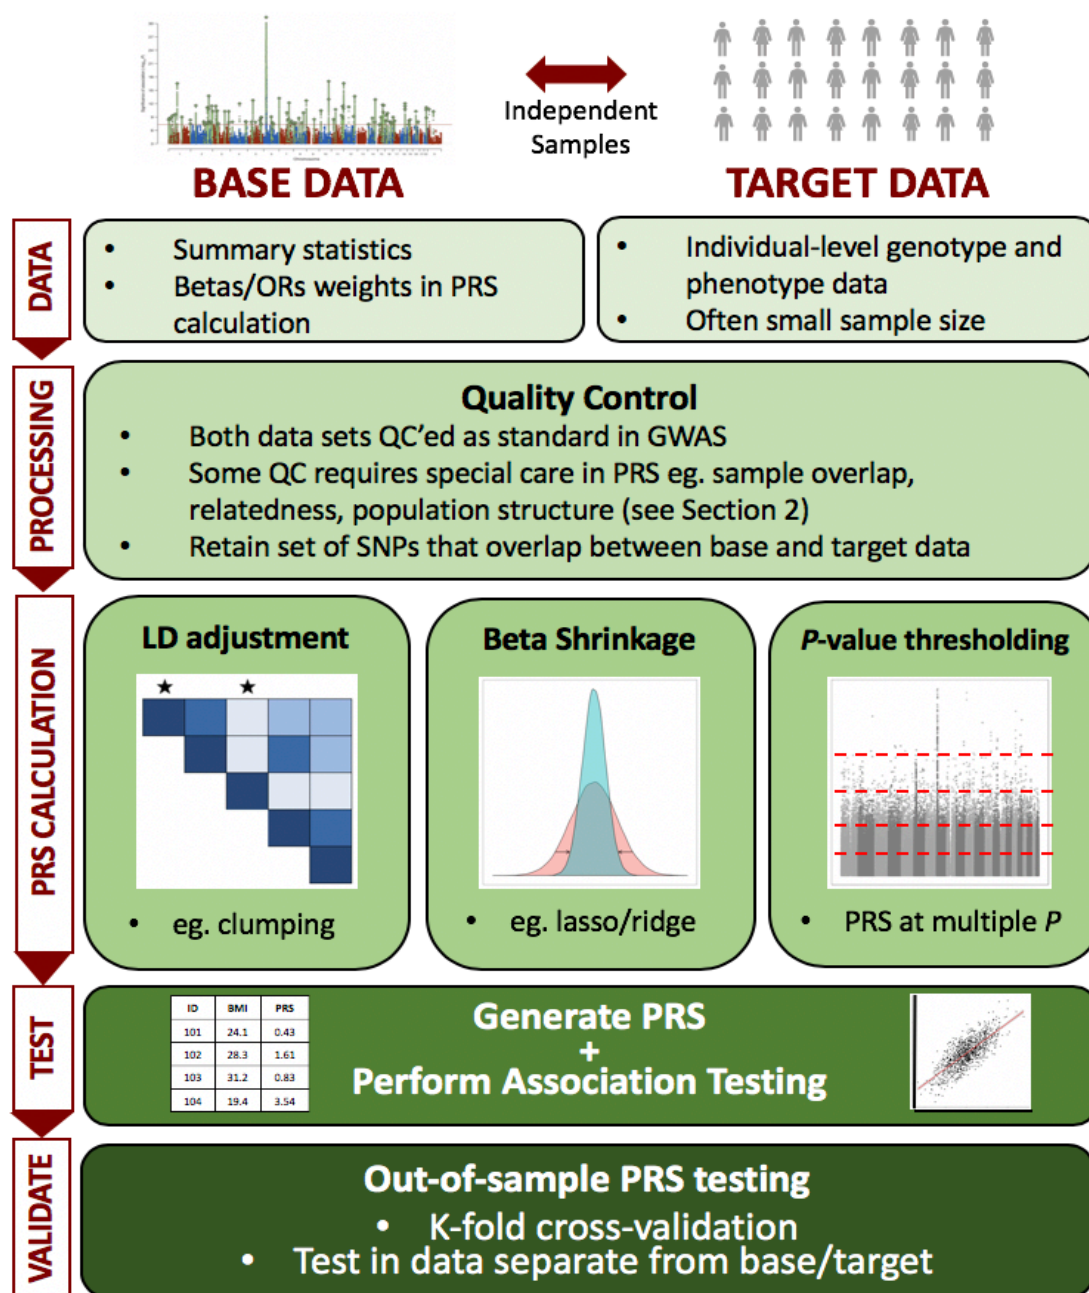 Independent
Samples
BASE DATA
TARGET DATA
DATA
• Summary statistics
• Betas/ORs weights in PRS
calculation
• Individual-level genotype and
phenotype data
• Often small sample size
PROCESSING
Quality Control
• Both data sets QC'ed as standard in GWAS
• Some QC requires special care in PRS eg. sample overlap,
relatedness, population structure (see Section 2)
• Retain set of SNPs that overlap between base and target data
PRS CALCULATION
LD adjustment
• eg. clumping
Beta Shrinkage
• eg. lasso/ridge
P-value thresholding
• PRS at multiple P
TEST
ID BMI PRS
101 24.1 0.43
102 28.3 1.61
103 31.2 0.83
104 19.4 3.54
Generate PRS
+
Perform Association Testing
VALIDATE
Out-of-sample PRS testing
• K-fold cross-validation
• Test in data separate from base/target